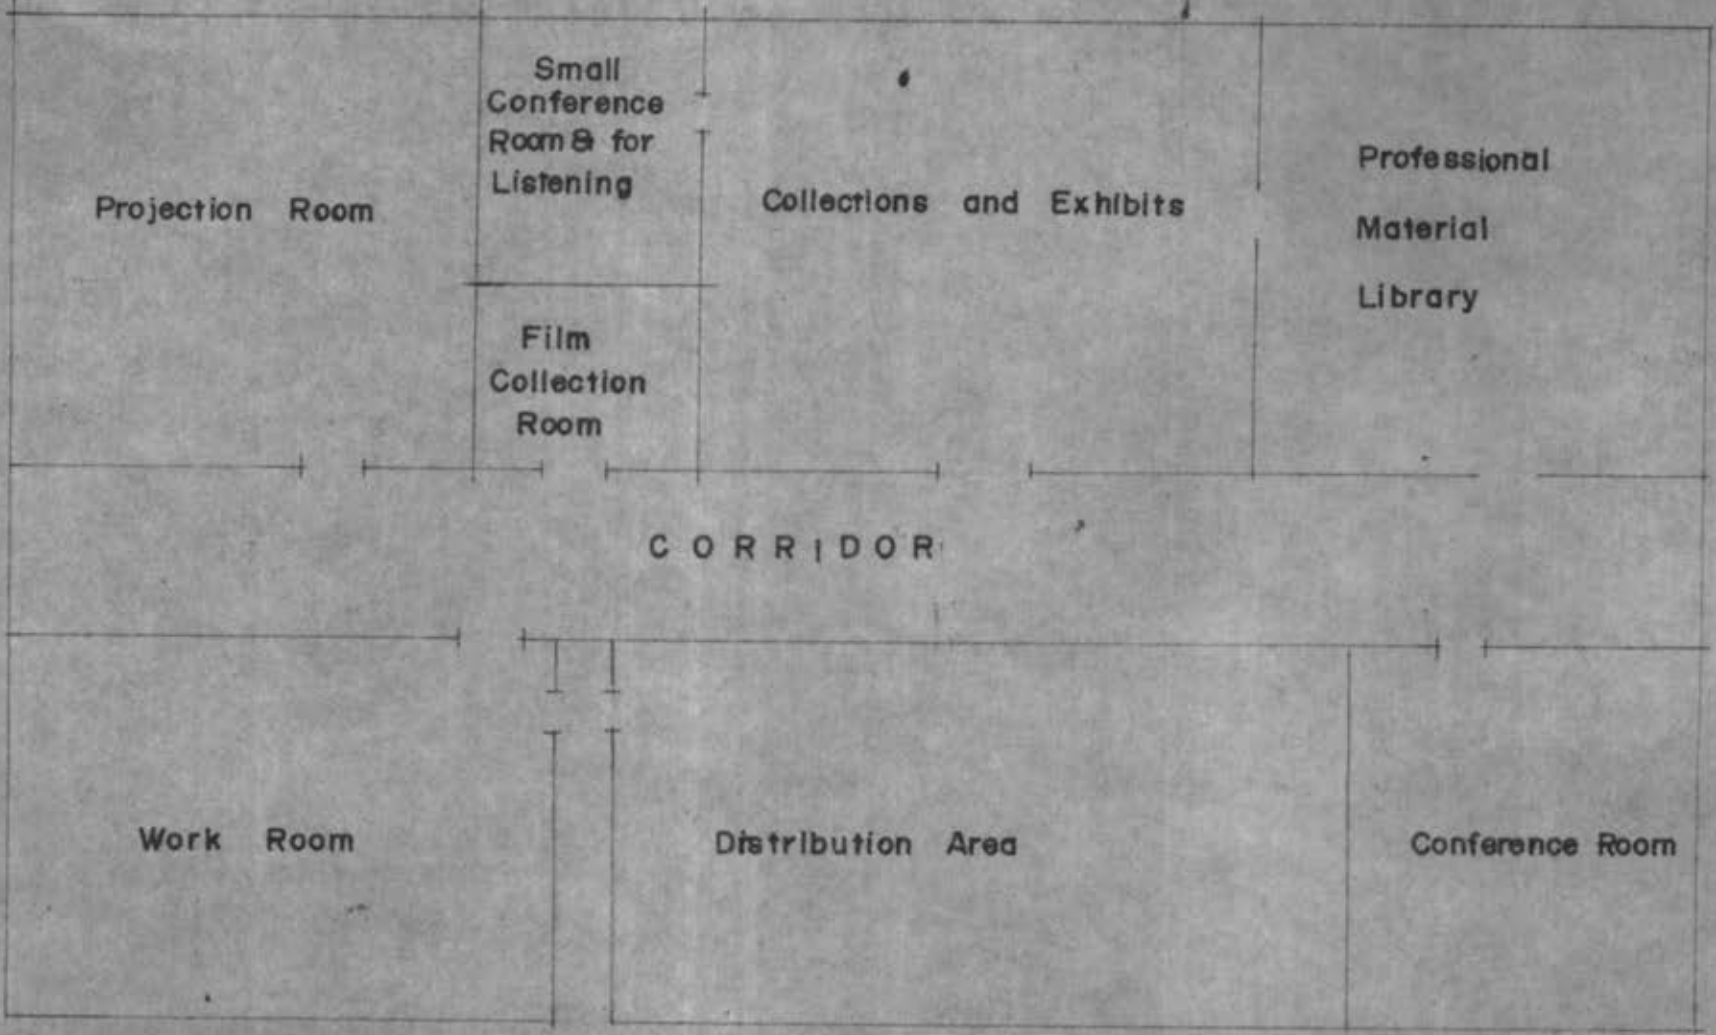 Small
Conference
Room & for
Listening
Projection Room
Collections and Exhibits
Professional
Material
Library
Film
Collection
Room
CORRIDOR
Work Room
Distribution Area
Conference Room